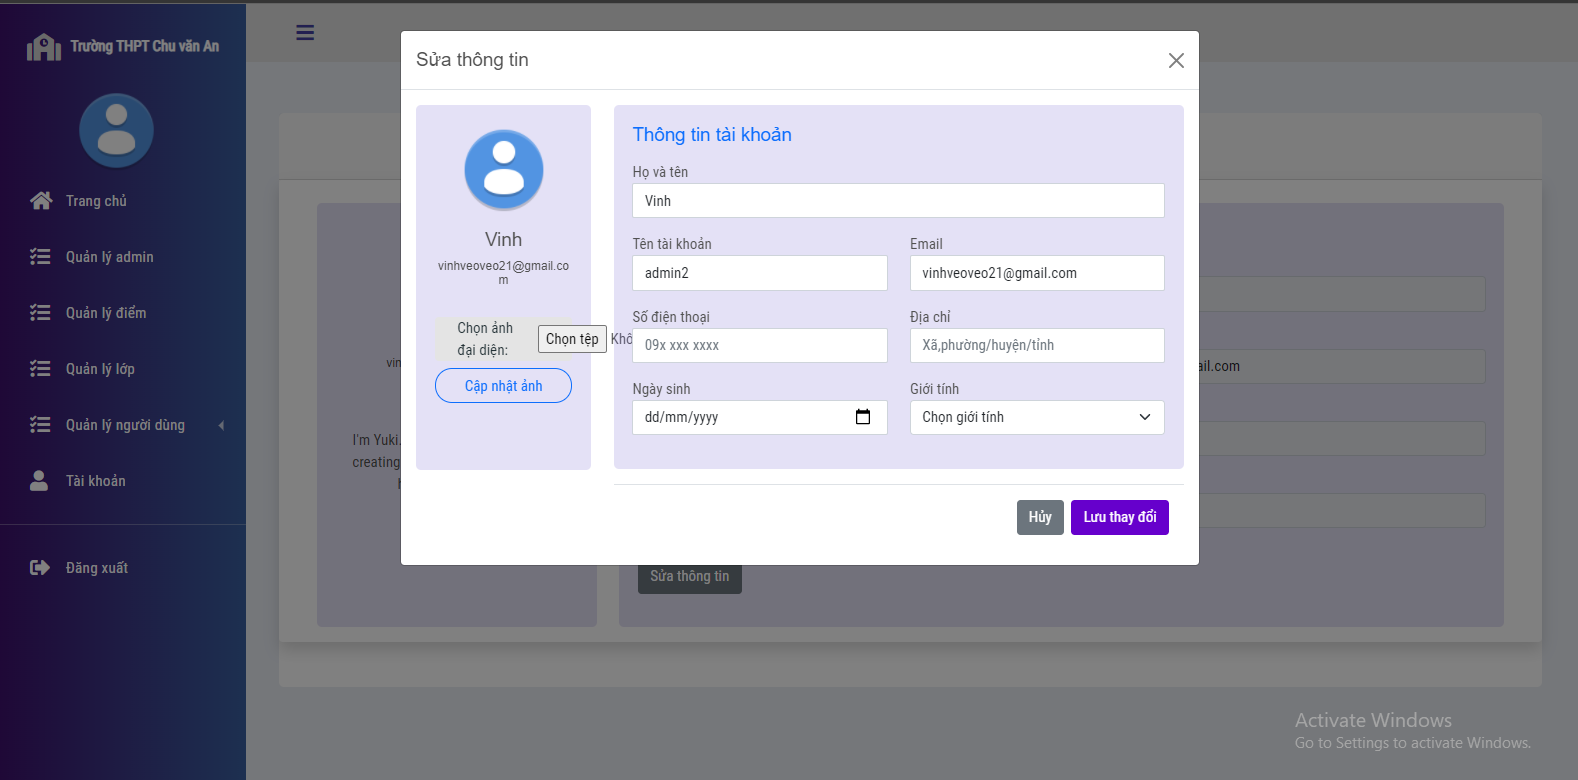 Trường THPT Chu văn An
Trang chủ
Quản lý admin
Quản lý điểm
Quản lý lớp
Quản lý người dùng
Tài khoản
Đăng xuất
Sửa thông tin
Vinh
vinhveoveo21@gmail.co
m
Chọn ảnh
đại diện:
Chọn tệp
Cập nhật ảnh
Thông tin tài khoản
Họ và tên
Vinh
Tên tài khoản
Email
admin2
vinhveoveo21@gmail.com
Số điện thoại
Địa chỉ
09x xxx xxxx
Xã,phường/huyện/tỉnh
Ngày sinh
Giới tính
dd/mm/yyyy
Chọn giới tính
Hủy
Lưu thay đổi
vin
I'm Yuki.
creating
ail.com
Sửa thông tin
Activate Windows
Go to Settings to activate Windows.